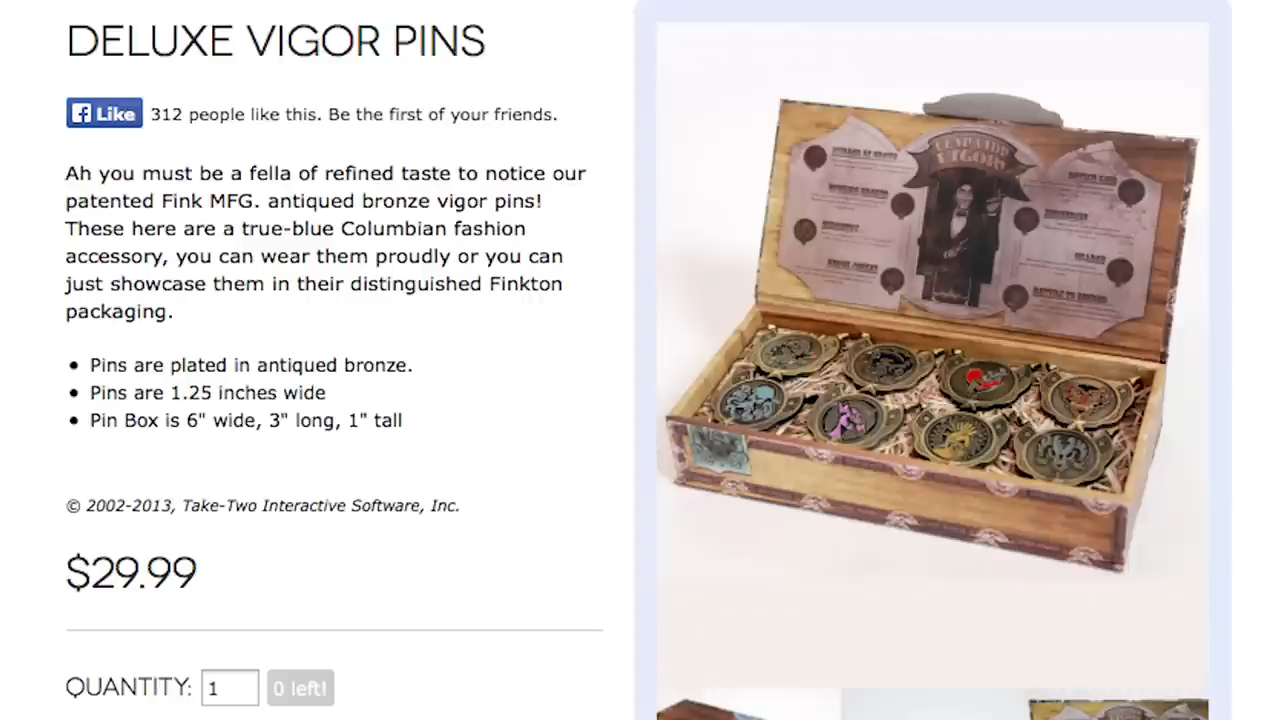 DELUXE VIGOR PINS
Like 312 people like this. Be the first of your friends.
Ah you must be a fella of refined taste to notice our
patented Fink MFG. antiqued bronze vigor pins!
These here are a true-blue Columbian fashion
accessory, you can wear them proudly or you can
just showcase them in their distinguished Finkton
packaging.
• Pins are plated in antiqued bronze.
• Pins are 1.25 inches wide
• Pin Box is 6" wide, 3" long, 1" tall
© 2002-2013, Take-Two Interactive Software, Inc.
$29.99
QUANTITY: 1 0 left!
VIGORS